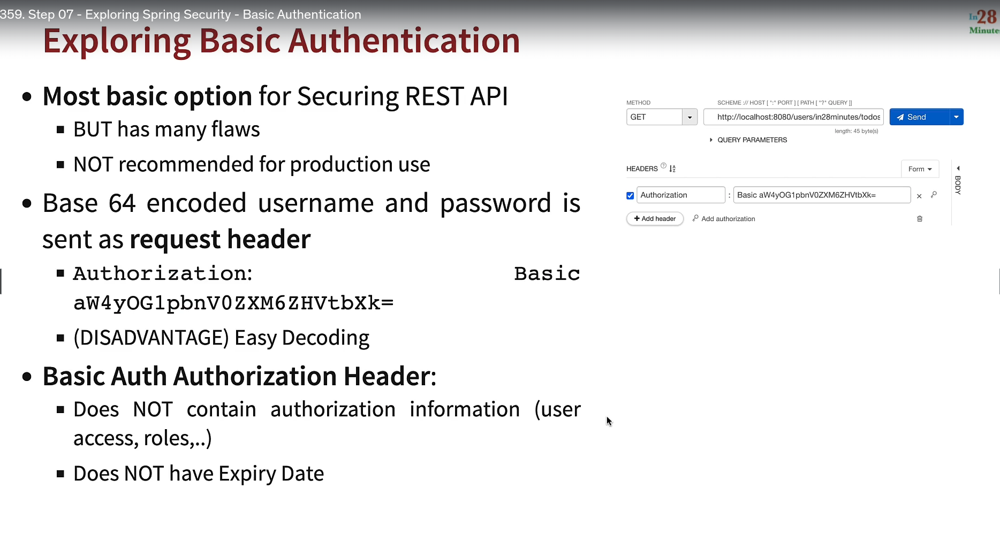 359. Step 07 - Exploring Spring Security - Basic Authentication
In28
Minutes
Exploring Basic Authentication
Most basic option for Securing REST API
BUT has many flaws
NOT recommended for production use
Base 64 encoded username and password is
sent as request header
Authorization: Basic
aW4yOG1pbnV0ZXM6ZHVtbXk=
(DISADVANTAGE) Easy Decoding
Basic Auth Authorization Header:
Does NOT contain authorization information (user
access, roles,..)
Does NOT have Expiry Date
METHOD
SCHEME :// HOST [ ":" PORT ] [ PATH [ "?" QUERY ]]
GET
http://localhost:8080/users/in28minutes/todos
Send
length: 45 byte(s)
QUERY PARAMETERS
HEADERS
Form
BODY
Authorization : Basic aW4yOG1pbnV0ZXM6ZHVtbXk=
+ Add header
Add authorization